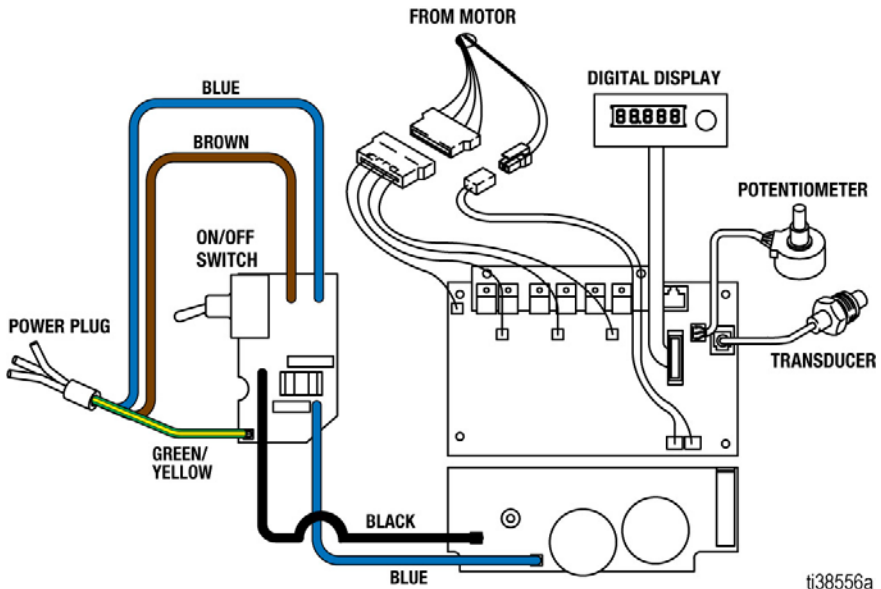 FROM MOTOR
DIGITAL DISPLAY
BLUE
BROWN
88.888
POTENTIOMETER
ON/OFF
SWITCH
POWER PLUG
TRANSDUCER
GREEN/
YELLOW
BLACK
BLUE
ti38556a